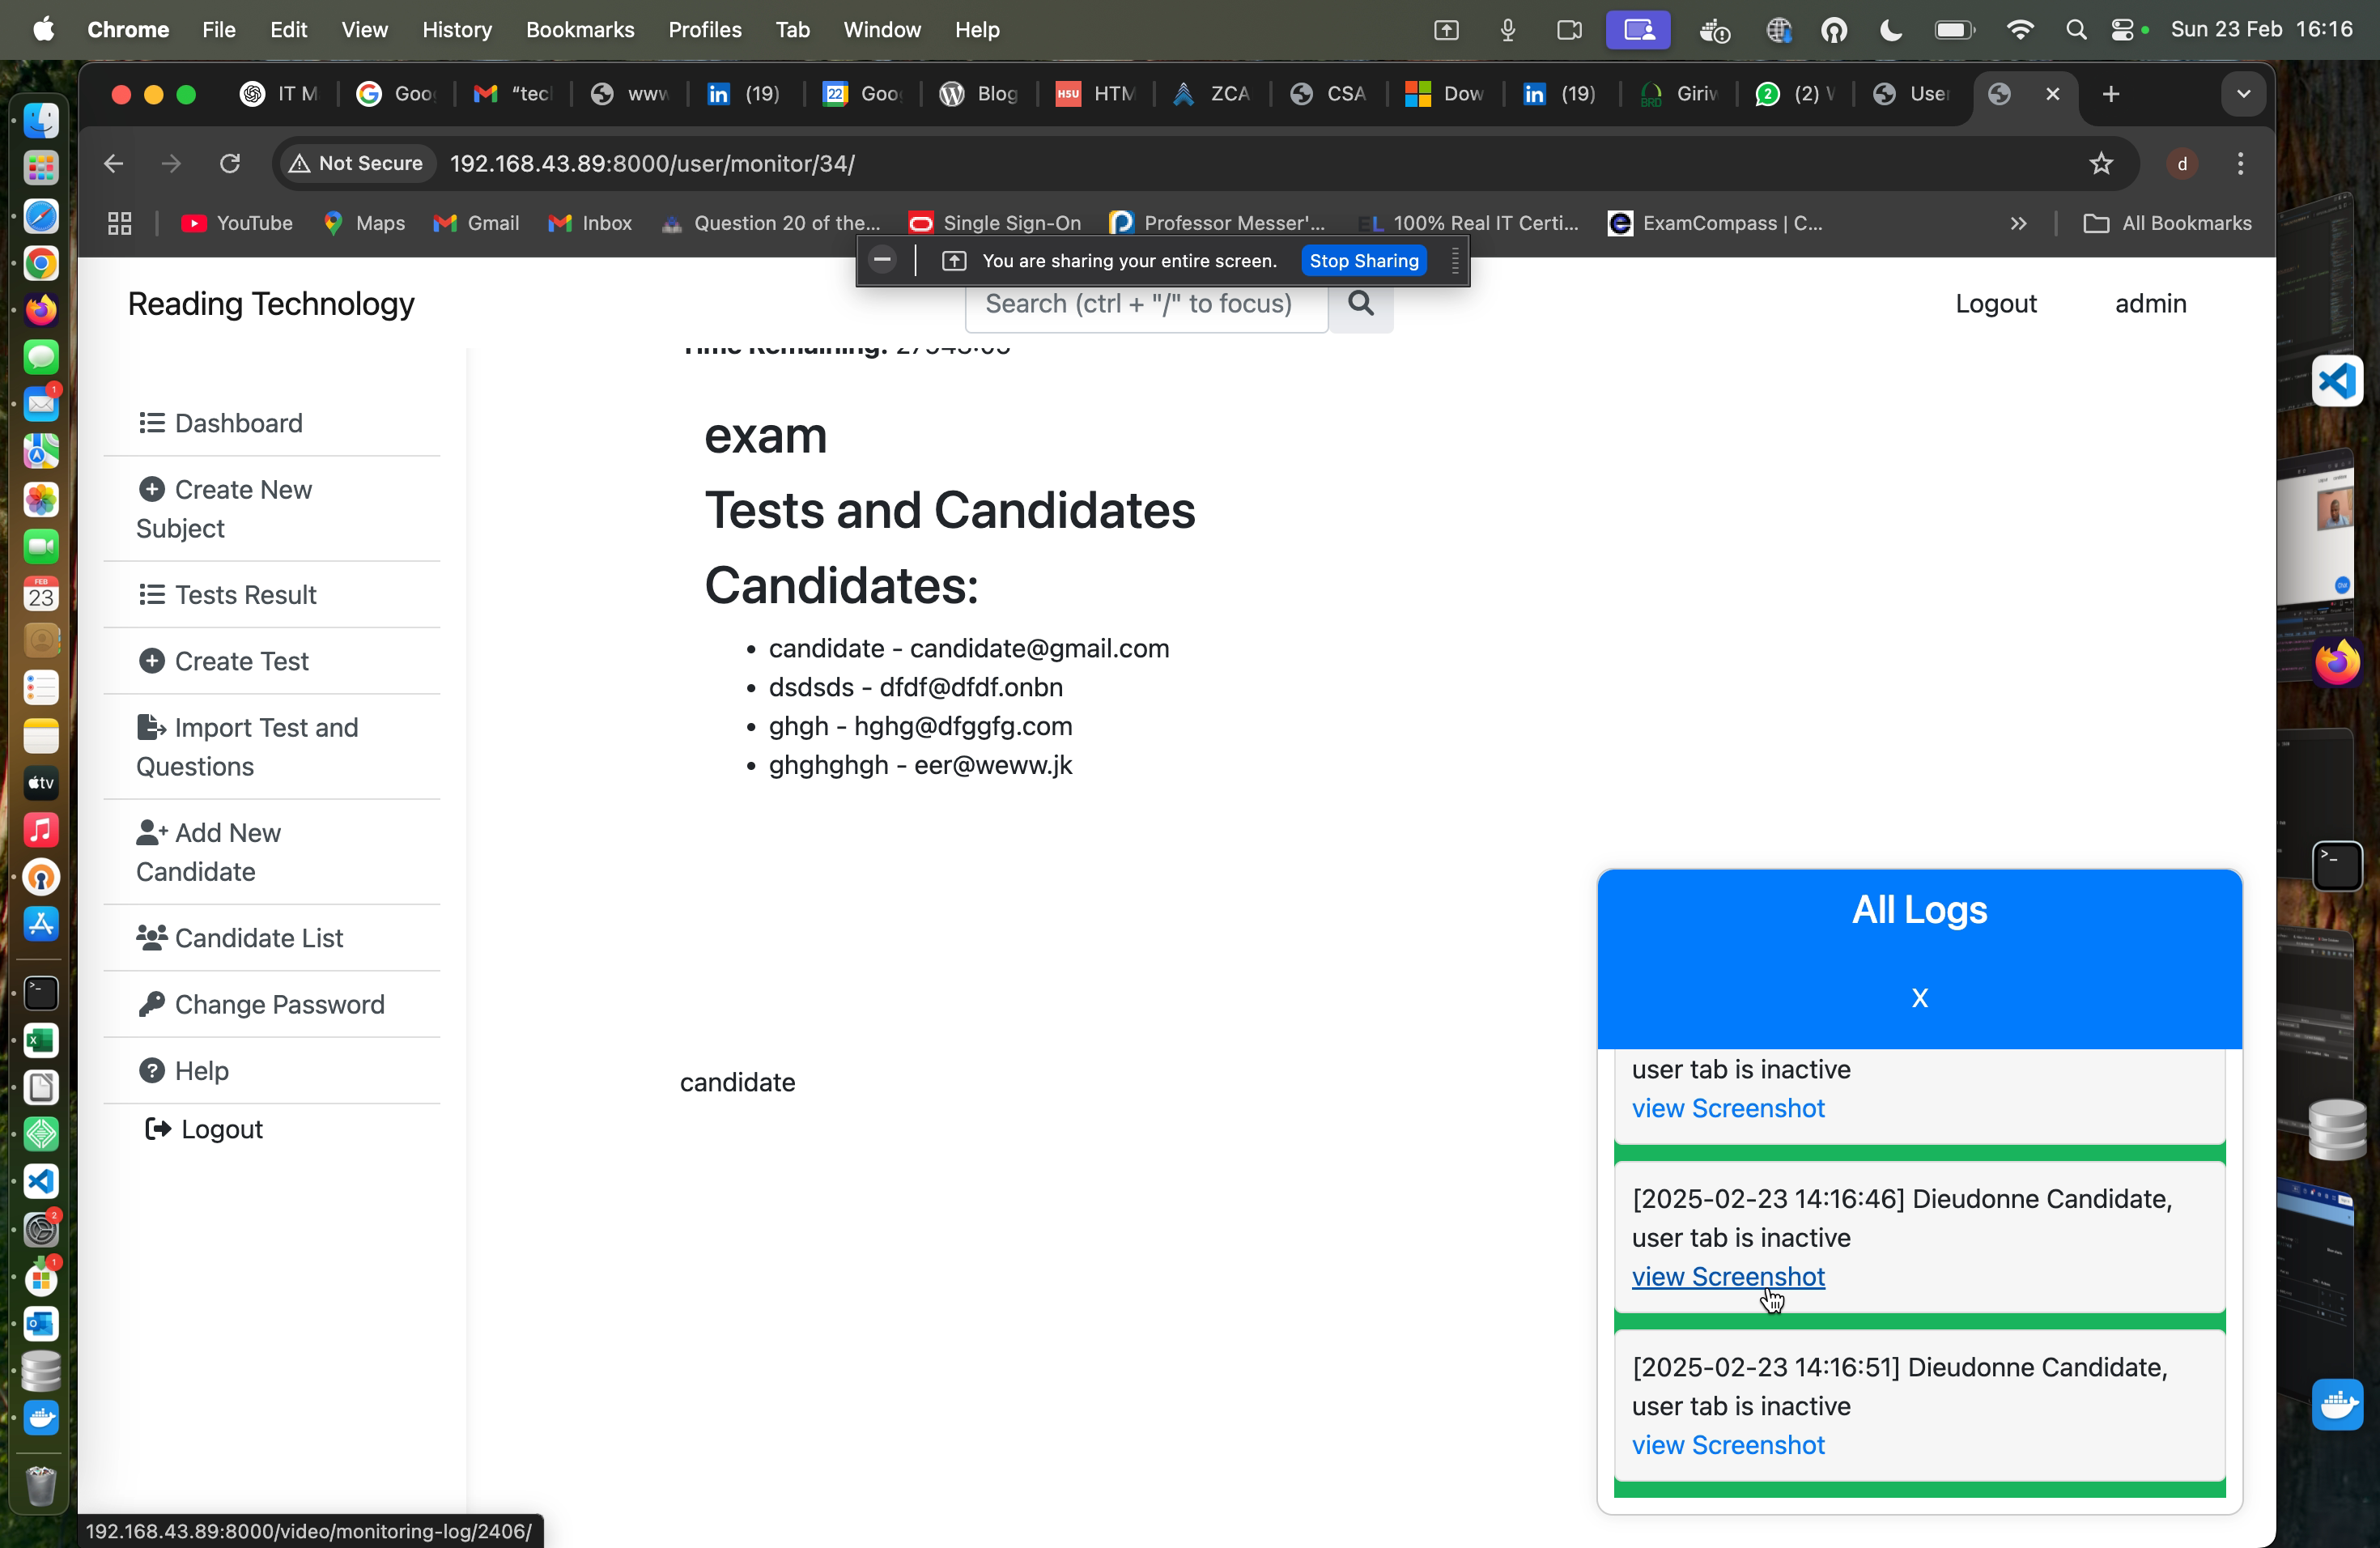 Chrome File Edit View History Bookmarks Profiles Tab Window Help Sun 23 Feb 16:16
IT M Goo "tecl www (19) Goo Blog HTM ZCA CSA Dow (19) Giriw (2) User
Not Secure 192.168.43.89:8000/user/monitor/34/ d
YouTube Maps Gmail Inbox Question 20 of the... Single Sign-On Professor Messer'... EL 100% Real IT Certi... ExamCompass | C... All Bookmarks
You are sharing your entire screen. Stop Sharing
Reading Technology Search (ctrl + "/" to focus) Logout admin
Time Remaining:
Dashboard
Create New
Subject
Tests Result
Create Test
Import Test and
Questions
Add New
Candidate
Candidate List
Change Password
Help
Logout
exam
Tests and Candidates
Candidates:
candidate - candidate@gmail.com
dsdsds - dfdf@dfdf.onbn
ghgh - hghg@dfggfg.com
ghghghgh - eer@weww.jk
candidate
All Logs
X
user tab is inactive
view Screenshot
[2025-02-23 14:16:46] Dieudonne Candidate,
user tab is inactive
view Screenshot
[2025-02-23 14:16:51] Dieudonne Candidate,
user tab is inactive
view Screenshot
192.168.43.89:8000/video/monitoring-log/2406/
FEB
23
tv